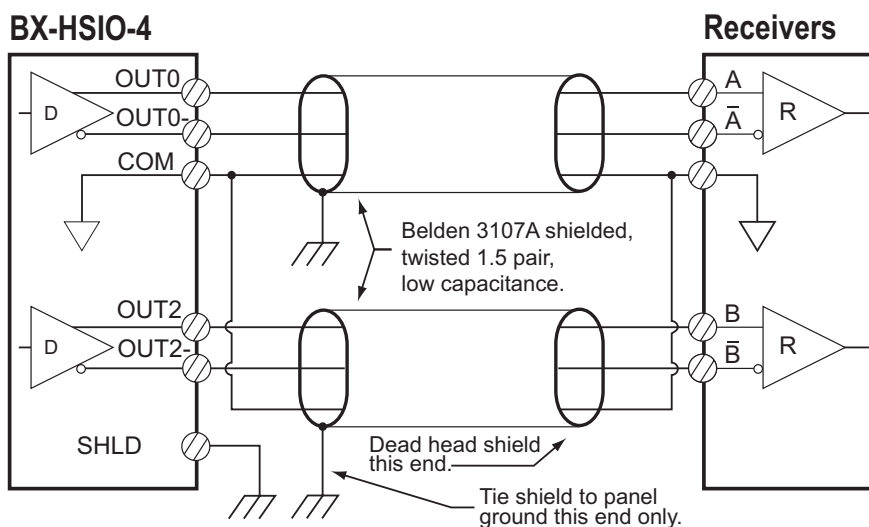 BX-HSIO-4
Receivers
OUT0
D
OUT0-
COM
A
A̅
R
Belden 3107A shielded,
twisted 1.5 pair,
low capacitance.
OUT2
D
OUT2-
B
B̅
R
SHLD
Dead head shield
this end.
Tie shield to panel
ground this end only.